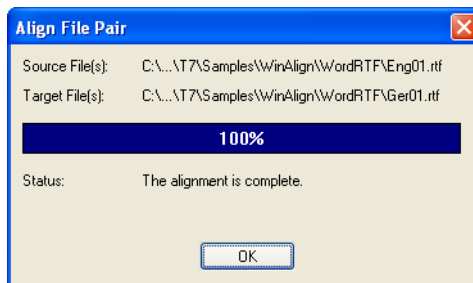 Align File Pair
Source File(s): C:\...\T7\Samples\WinAlign\WordRTF\Eng01.rtf
Target File(s): C:\...\T7\Samples\WinAlign\WordRTF\Ger01.rtf
100%
Status: The alignment is complete.
OK